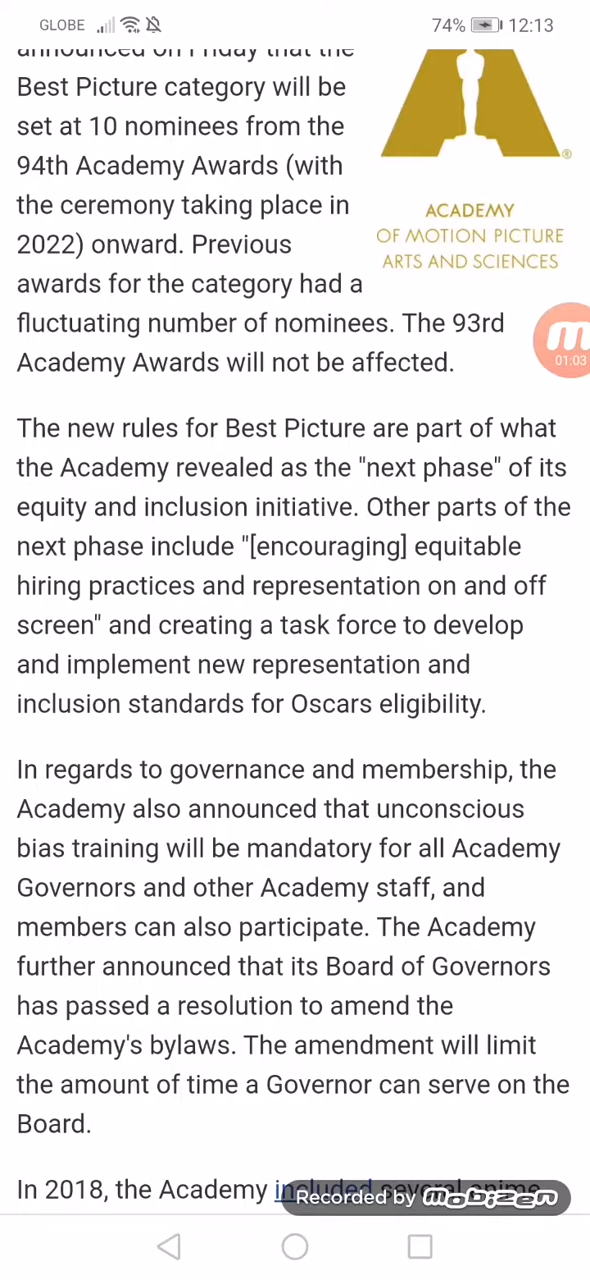 GLOBE 74% 12:13
announced on Friday that the
Best Picture category will be
set at 10 nominees from the
94th Academy Awards (with
the ceremony taking place in
2022) onward. Previous
awards for the category had a
fluctuating number of nominees. The 93rd
Academy Awards will not be affected.
®
ACADEMY
OF MOTION PICTURE
ARTS AND SCIENCES
m
01:03
The new rules for Best Picture are part of what
the Academy revealed as the "next phase" of its
equity and inclusion initiative. Other parts of the
next phase include "[encouraging] equitable
hiring practices and representation on and off
screen" and creating a task force to develop
and implement new representation and
inclusion standards for Oscars eligibility.
In regards to governance and membership, the
Academy also announced that unconscious
bias training will be mandatory for all Academy
Governors and other Academy staff, and
members can also participate. The Academy
further announced that its Board of Governors
has passed a resolution to amend the
Academy's bylaws. The amendment will limit
the amount of time a Governor can serve on the
Board.
In 2018, the Academy included several anime
Recorded by mobizen